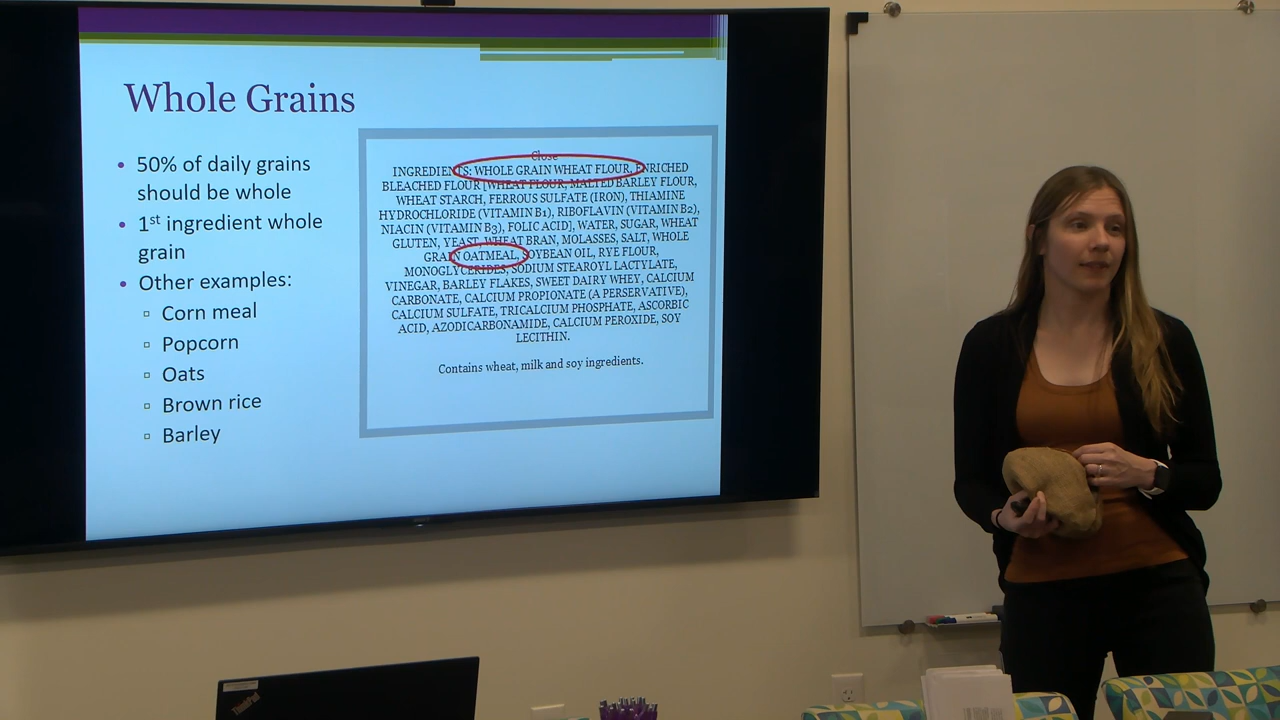 Whole Grains
• 50% of daily grains
should be whole
• 1st ingredient whole
grain
• Other examples:
▫ Corn meal
▫ Popcorn
▫ Oats
▫ Brown rice
▫ Barley
Close
INGREDIENTS: WHOLE GRAIN WHEAT FLOUR, ENRICHED
BLEACHED FLOUR [WHEAT FLOUR, MALTED BARLEY FLOUR,
WHEAT STARCH, FERROUS SULFATE (IRON), THIAMINE
HYDROCHLORIDE (VITAMIN B1), RIBOFLAVIN (VITAMIN B2),
NIACIN (VITAMIN B3), FOLIC ACID], WATER, SUGAR, WHEAT
GLUTEN, YEAST, WHEAT BRAN, MOLASSES, SALT, WHOLE
GRAIN OATMEAL, SOYBEAN OIL, RYE FLOUR,
MONOGLYCERIDES, SODIUM STEAROYL LACTYLATE,
VINEGAR, BARLEY FLAKES, SWEET DAIRY WHEY, CALCIUM
CARBONATE, CALCIUM PROPIONATE (A PERSERVATIVE),
CALCIUM SULFATE, TRICALCIUM PHOSPHATE, ASCORBIC
ACID, AZODICARBONAMIDE, CALCIUM PEROXIDE, SOY
LECITHIN.
Contains wheat, milk and soy ingredients.
ThinkPad